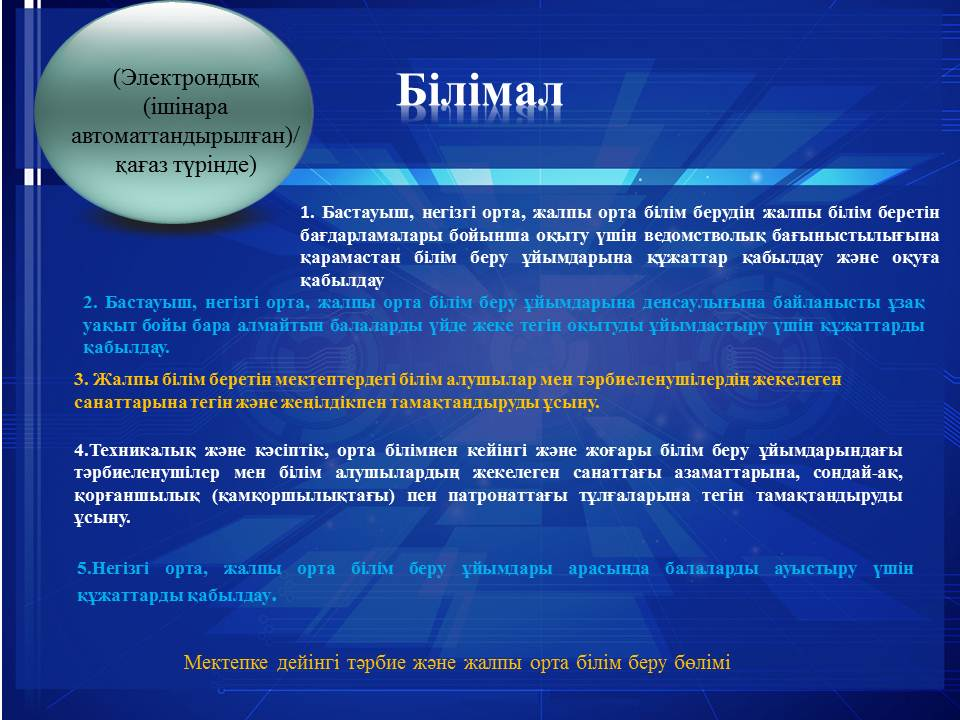 (Электрондық
(ішінара
автоматтандырылған)/
қағаз түрінде)
Білімал
1. Бастауыш, негізгі орта, жалпы орта білім берудің жалпы білім беретін
бағдарламалары бойынша оқыту үшін ведомстволық бағыныстылығына
қарамастан білім беру ұйымдарына құжаттар қабылдау және оқуға
қабылдау
2. Бастауыш, негізгі орта, жалпы орта білім беру ұйымдарына денсаулығына байланысты ұзақ
уақыт бойы бара алмайтын балаларды үйде жеке тегін оқытуды ұйымдастыру үшін құжаттарды
қабылдау.
3. Жалпы білім беретін мектептердегі білім алушылар мен тәрбиеленушілердің жекелеген
санаттарына тегін және жеңілдікпен тамақтандыруды ұсыну.
4.Техникалық және кәсіптік, орта білімнен кейінгі және жоғары білім беру ұйымдарындағы
тәрбиеленушілер мен білім алушылардың жекелеген санаттағы азаматтарына, сондай-ақ,
қорғаншылық (қамқоршылықтағы) пен патронаттағы тұлғаларына тегін тамақтандыруды
ұсыну.
5.Негізгі орта, жалпы орта білім беру ұйымдары арасында балаларды ауыстыру үшін
құжаттарды қабылдау.
Мектепке дейінгі тәрбие және жалпы орта білім беру бөлімі